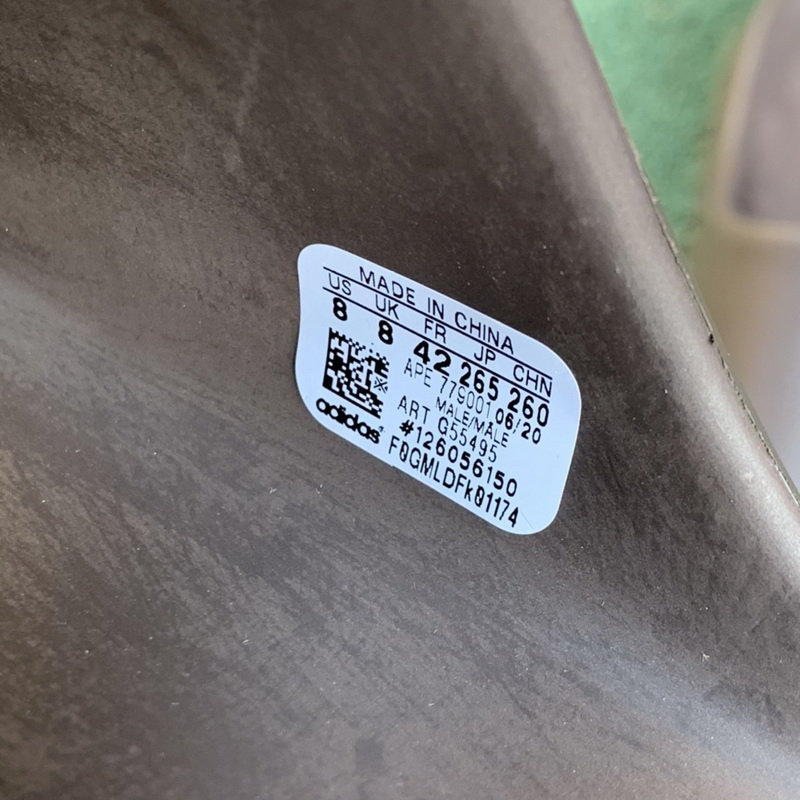 MADE IN CHINA
US UK FR JP CHN
8 8 42 265 260
APE 779001 06/20
MALE/MALE
ART G55495
#126056150
adidas F0GMLDFK01174